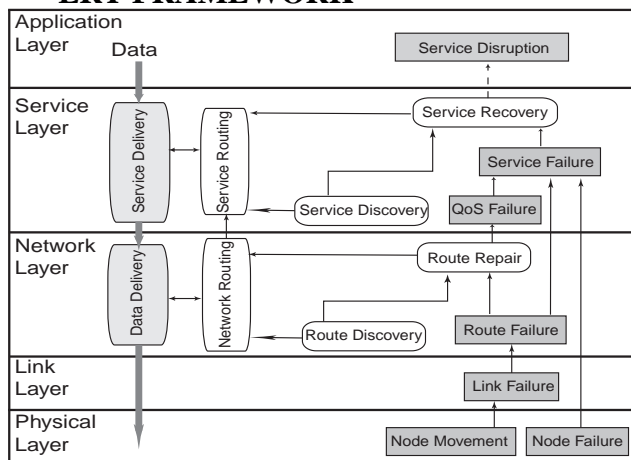 Application
Layer
Data
Service Disruption
Service
Layer
Service Delivery
Service Routing
Service Recovery
Service Failure
Service Discovery
QoS Failure
Network
Layer
Data Delivery
Network Routing
Route Repair
Route Discovery
Route Failure
Link
Layer
Link Failure
Physical
Layer
Node Movement
Node Failure